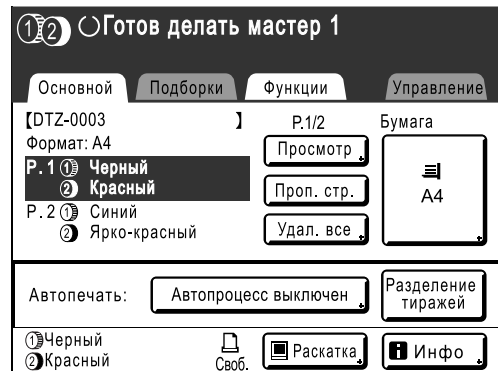 ①② Готов делать мастер 1
Основной Подборки Функции Управление
【DTZ-0003 】 P.1/2 Бумага
Формат: A4 Просмотр
P.1 ① Черный
② Красный Проп. стр. A4
P.2 ① Синий
② Ярко-красный Удал. все
Автопечать: Автопроцесс выключен Разделение
тиражей
①Черный
②Красный Своб. Раскатка Инфо